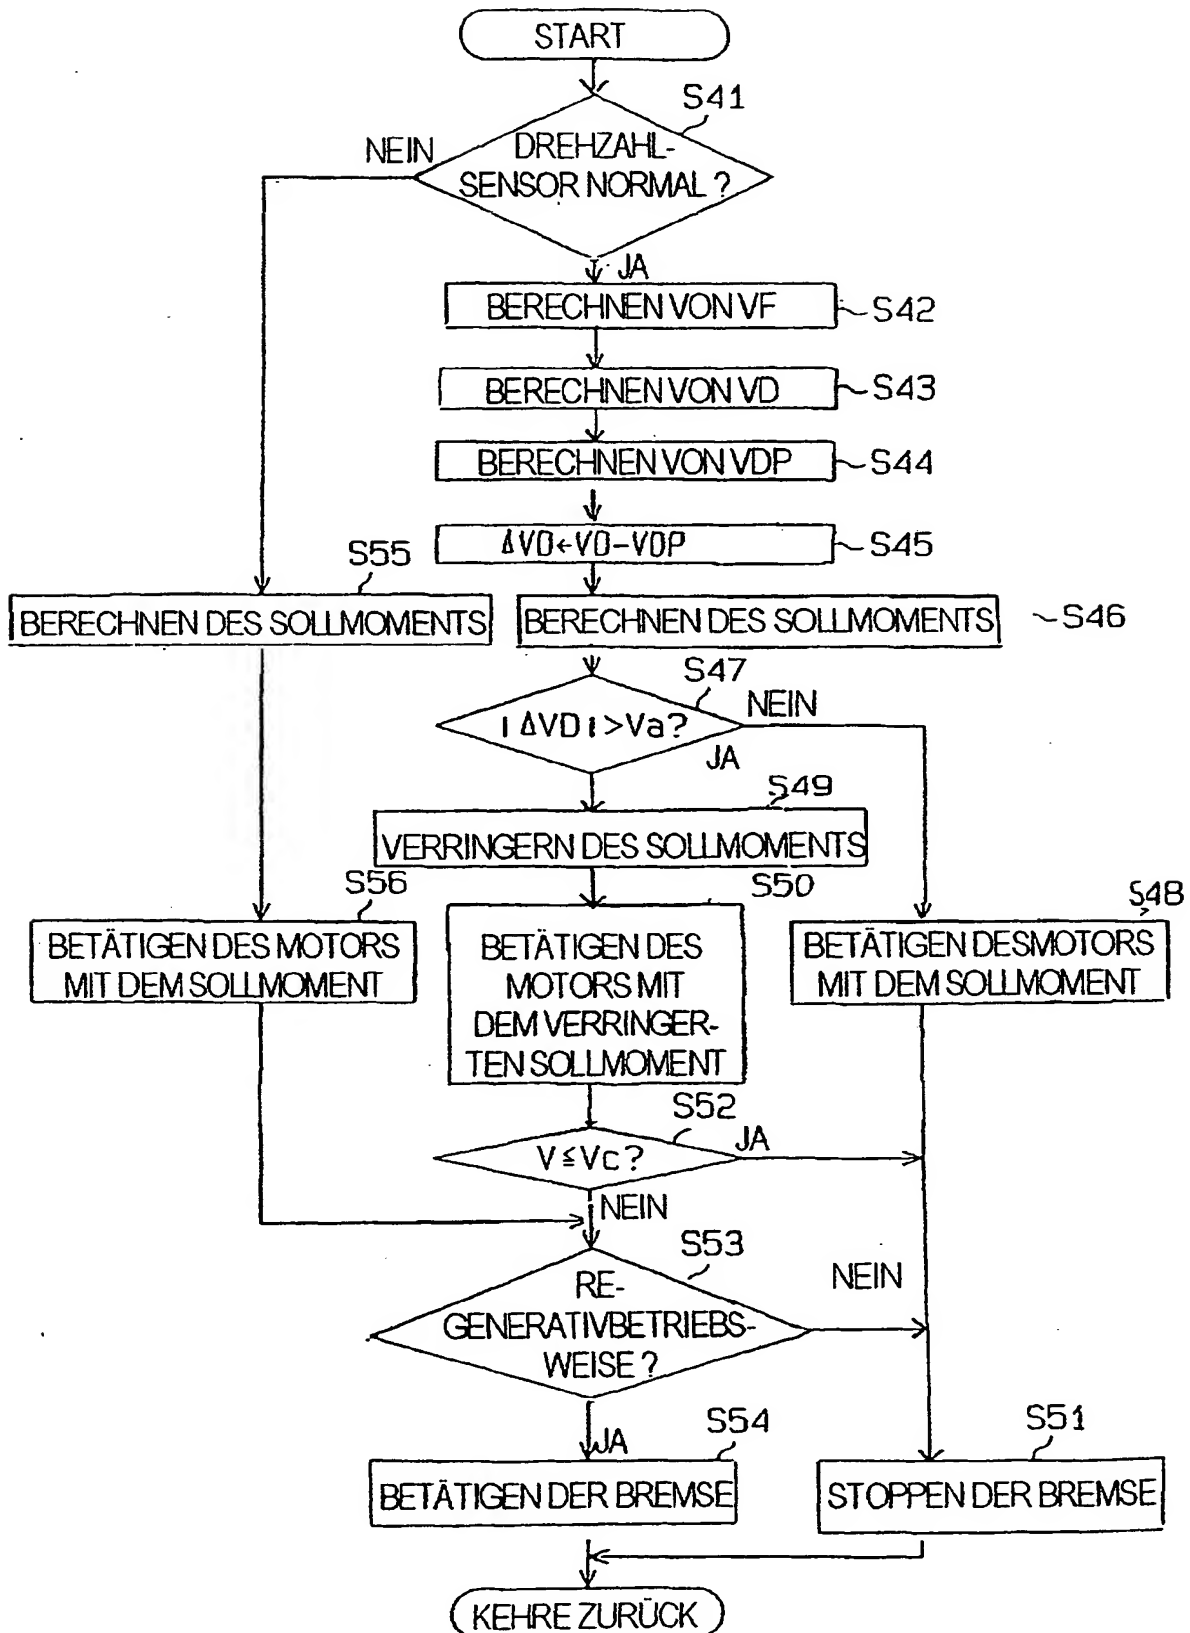 START
S41
NEIN
DREHZAHL-
SENSOR NORMAL ?
JA
BERECHNEN VON VF
S42
BERECHNEN VON VD
S43
BERECHNEN VON VDP
S44
ΔVD←VD-VDP
S45
S55
BERECHNEN DES SOLLMOMENTS
BERECHNEN DES SOLLMOMENTS
S46
S47
NEIN
| ΔVD | >Va?
JA
S49
VERRINGERN DES SOLLMOMENTS
S56
S50
S48
BETÄTIGEN DES MOTORS
MIT DEM SOLLMOMENT
BETÄTIGEN DES
MOTORS MIT
DEM VERRINGER-
TEN SOLLMOMENT
BETÄTIGEN DESMOTORS
MIT DEM SOLLMOMENT
S52
JA
V≦Vc?
NEIN
S53
NEIN
RE-
GENERATIVBETRIEBS-
WEISE ?
JA
S54
S51
BETÄTIGEN DER BREMSE
STOPPEN DER BREMSE
KEHRE ZURÜCK